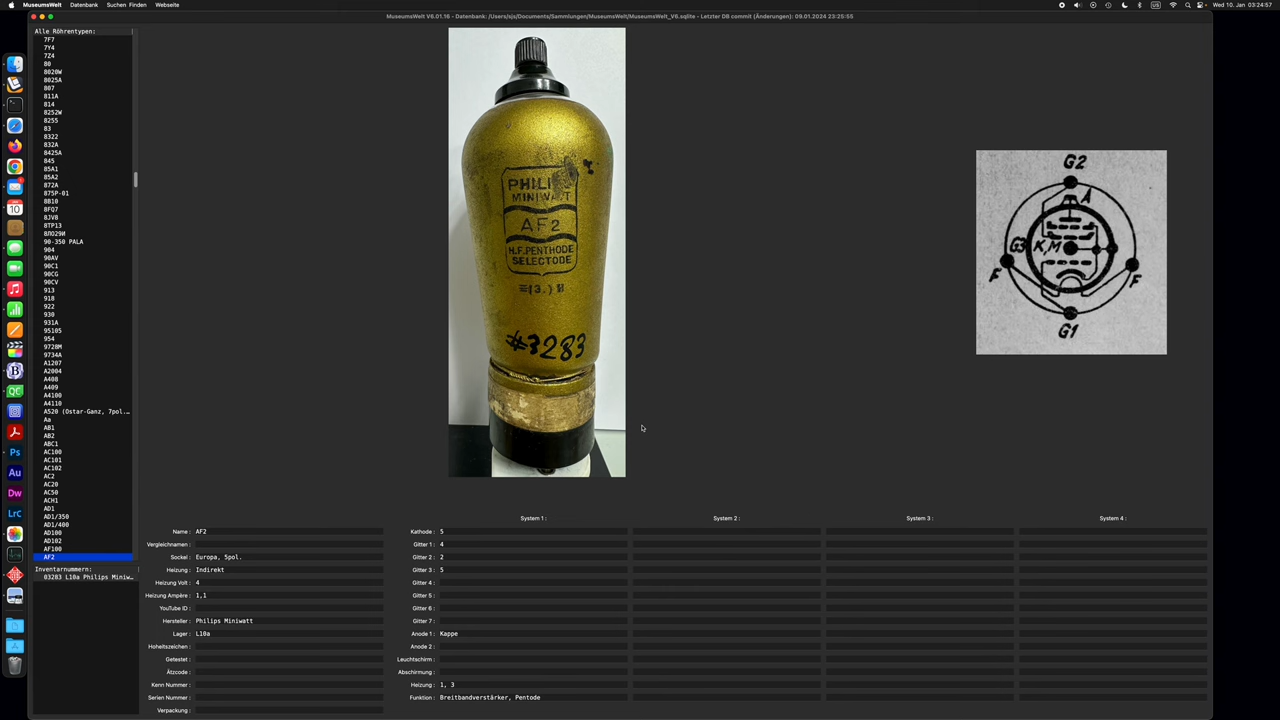 MuseumsWelt Datenbank Suchen Finden Webseite
Wed 10. Jan. 03:24:57
MuseumsWelt V6.01.16 - Datenbank: /Users/sjs/Documents/Sammlungen/MuseumsWelt/MuseumsWelt_V6.sqlite - Letzter DB commit (Änderungen): 09.01.2024 23:25:55
Alle Röhrentypen:
7F7
7Y4
7Z4
80
8020W
8025A
807
811A
814
8252W
8255
83
8322
832A
8425A
845
85A1
85A2
872A
875P-01
8B10
8FQ7
8JV8
8TP13
8ЛО29И
90-350 PALA
904
90AV
90C1
90CG
90CV
913
918
922
930
931A
95105
954
9728M
9734A
A1207
A2004
A408
A409
A4100
A4110
A520 (Ostar-Ganz, 7pol...
Aa
AB1
AB2
ABC1
AC100
AC101
AC102
AC2
AC20
AC50
ACH1
AD1
AD1/350
AD1/400
AD100
AD102
AF100
AF2
Inventarnummern:
03283 L10a Philips Miniw...
PHILIPS
MINIWATT
AF2
H.F. PENTHODE
SELECTODE
#3283
G2
A
G3 K,M
F F
G1
System 1 : System 2 : System 3 : System 4 :
Name : AF2 Kathode : 5
Vergleichnamen : Gitter 1 : 4
Sockel : Europa, 5pol. Gitter 2 : 2
Heizung : Indirekt Gitter 3 : 5
Heizung Volt : 4 Gitter 4 :
Heizung Ampère : 1,1 Gitter 5 :
YouTube ID : Gitter 6 :
Hersteller : Philips Miniwatt Gitter 7 :
Lager : L10a Anode 1 : Kappe
Hoheitszeichen : Anode 2 :
Getestet : Leuchtschirm :
Ätzcode : Abschirmung :
Kenn Nummer : Heizung : 1, 3
Serien Nummer : Funktion : Breitbandverstärker, Pentode
Verpackung :